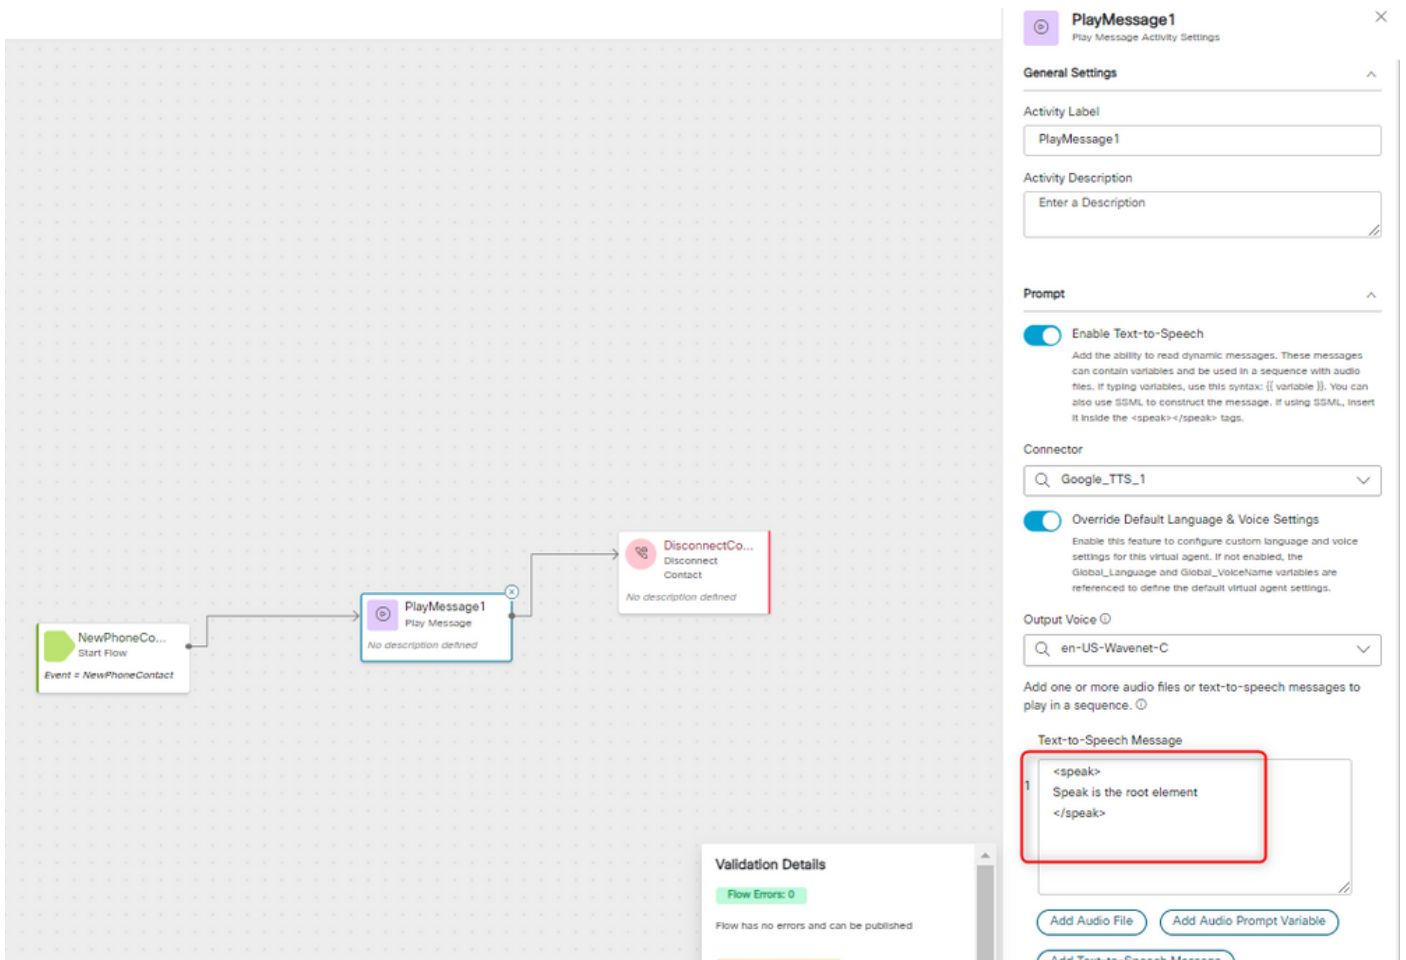 PlayMessage1
Play Message Activity Settings
General Settings
Activity Label
PlayMessage1
Activity Description
Enter a Description
Prompt
Enable Text-to-Speech
Add the ability to read dynamic messages. These messages
can contain variables and be used in a sequence with audio
files. If typing variables, use this syntax: {{ variable }}. You can
also use SSML to construct the message. If using SSML, insert
it inside the <speak></speak> tags.
Connector
Google_TTS_1
Override Default Language & Voice Settings
Enable this feature to configure custom language and voice
settings for this virtual agent. If not enabled, the
Global_Language and Global_VoiceName variables are
referenced to define the default virtual agent settings.
Output Voice
en-US-Wavenet-C
Add one or more audio files or text-to-speech messages to
play in a sequence.
Text-to-Speech Message
1
<speak>
Speak is the root element
</speak>
Add Audio File
Add Audio Prompt Variable
Add Text-to-Speech Message
NewPhoneCo...
Start Flow
Event = NewPhoneContact
PlayMessage1
Play Message
No description defined
DisconnectCo...
Disconnect
Contact
No description defined
Validation Details
Flow Errors: 0
Flow has no errors and can be published